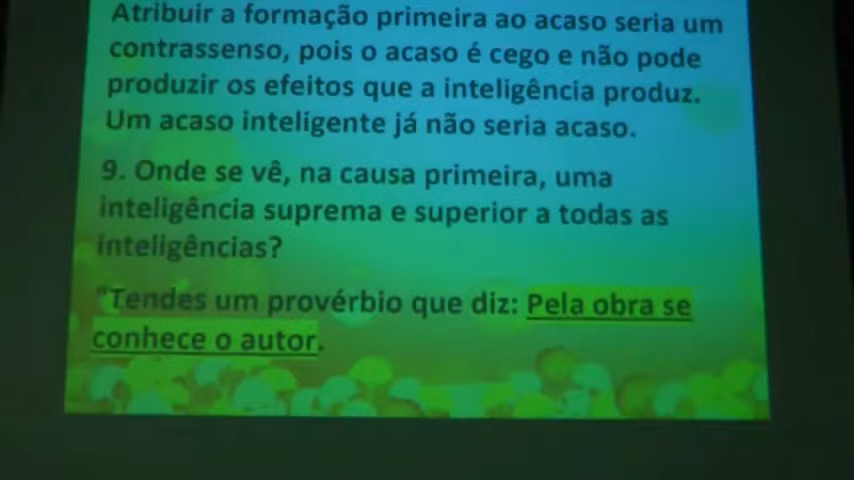 Atribuir a formação primeira ao acaso seria um
contrassenso, pois o acaso é cego e não pode
produzir os efeitos que a inteligência produz.
Um acaso inteligente já não seria acaso.
9. Onde se vê, na causa primeira, uma
inteligência suprema e superior a todas as
inteligências?
"Tendes um provérbio que diz: Pela obra se
conhece o autor.